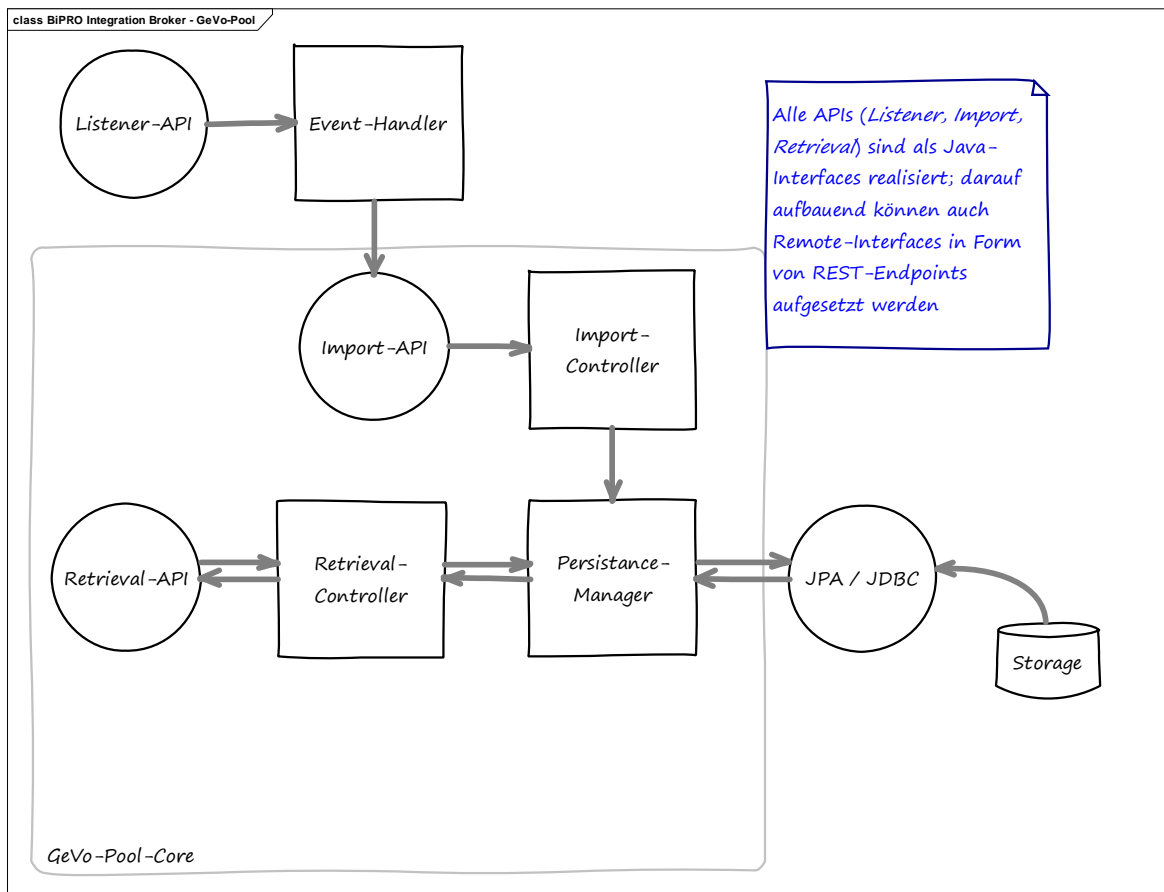 class BiPRO Integration Broker - GeVo-Pool
Listener-API
Event-Handler
Alle APIs (Listener, Import,
Retrieval) sind als Java-
Interfaces realisiert; darauf
aufbauend können auch
Remote-Interfaces in Form
von REST-Endpoints
aufgesetzt werden
Import-API
Import-
Controller
Retrieval-API
Retrieval-
Controller
Persistance-
Manager
JPA / JDBC
Storage
GeVo-Pool-Core